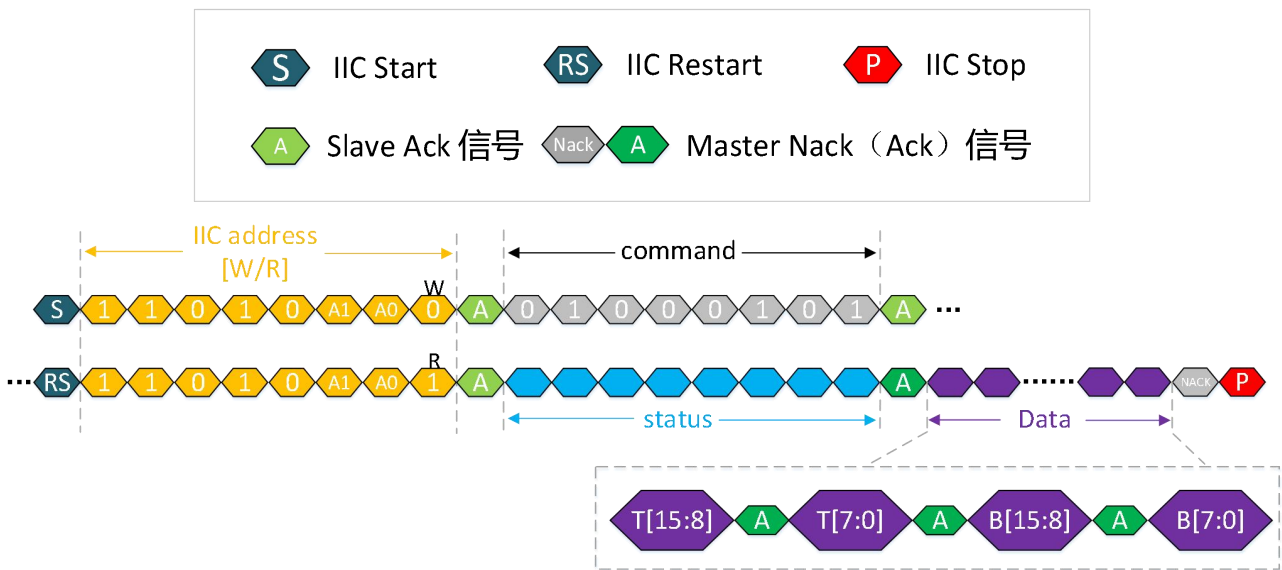 S IIC Start RS IIC Restart P IIC Stop
A Slave Ack 信号 Nack A Master Nack（Ack）信号
IIC address
[W/R]
command
W
S 1 1 0 1 0 A1 A0 0 A 0 1 0 0 0 1 0 1 A ...
R
... RS 1 1 0 1 0 A1 A0 1 A A ...... NACK P
status Data
T[15:8] A T[7:0] A B[15:8] A B[7:0]